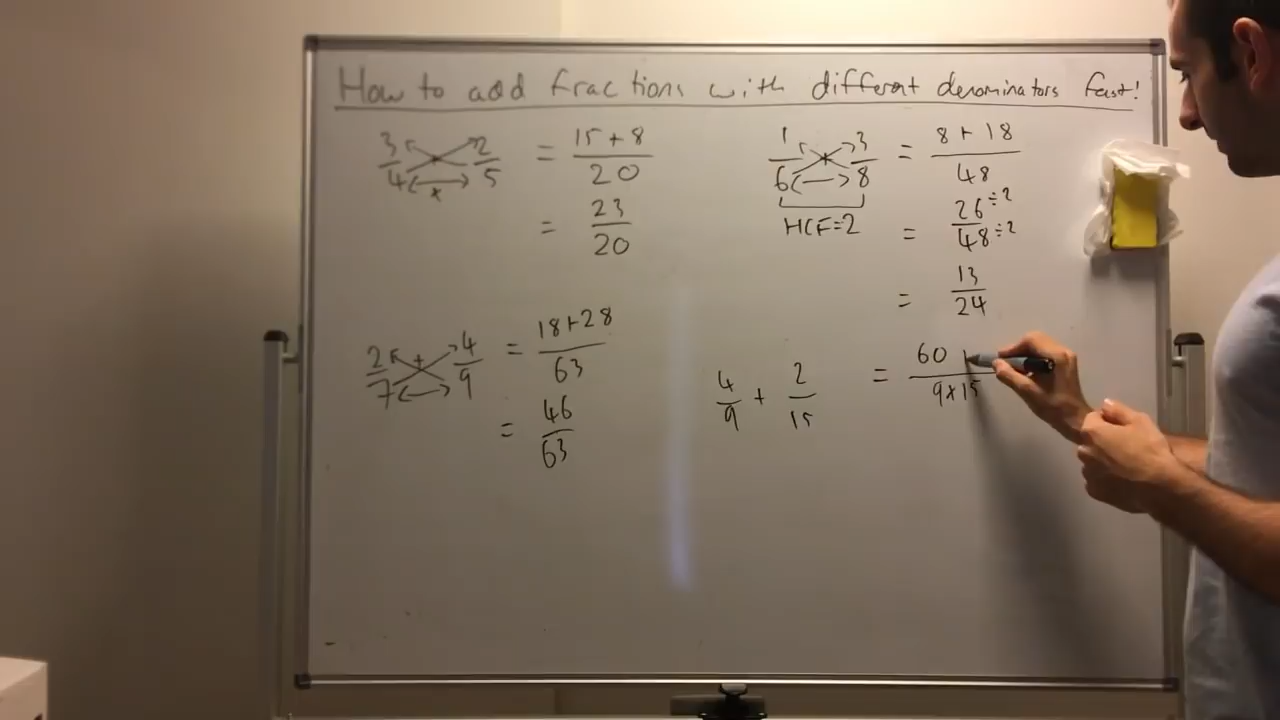 How to add fractions with different denominators fast!
3/4 + 2/5 = 15 + 8 / 20
×
= 23/20
1/6 + 3/8 = 8 + 18 / 48
HCF=2
= 26÷2 / 48÷2
= 13/24
2/7 + 4/9 = 18+28 / 63
= 46/63
4/9 + 2/15 = 60 + / 9×15